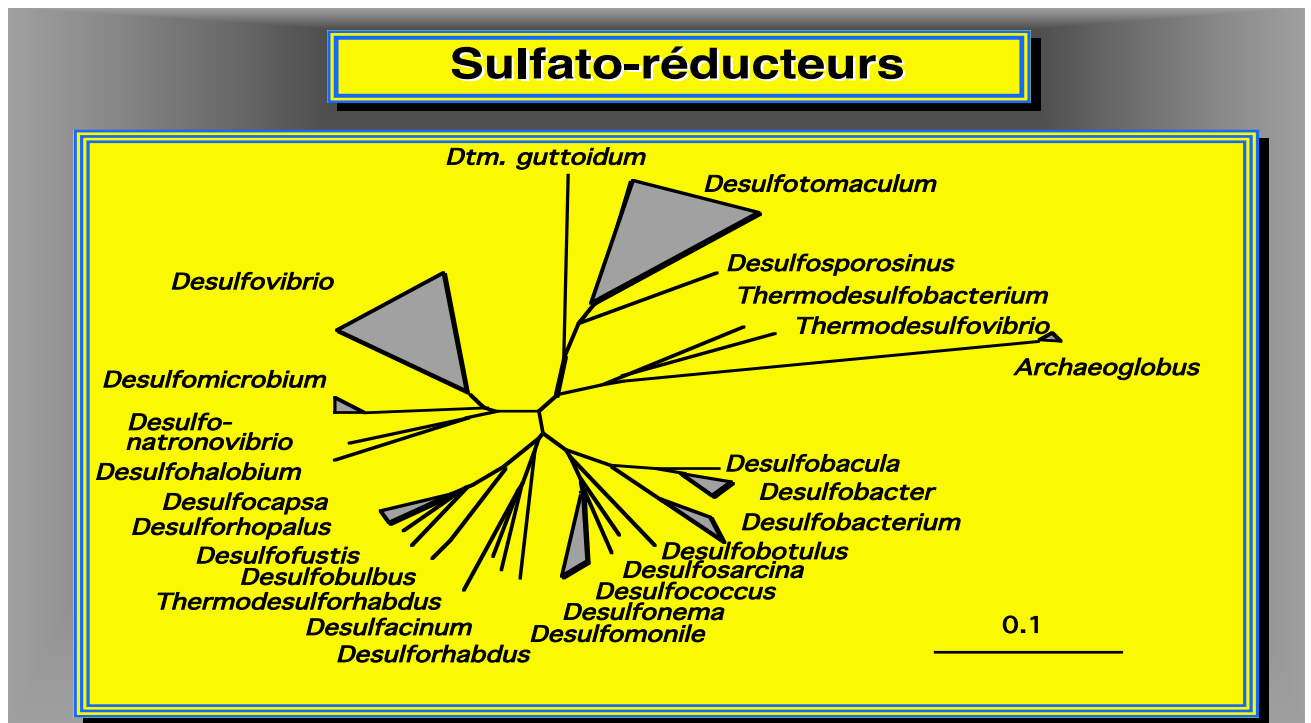 Sulfato-réducteurs
Dtm. guttoidum
Desulfotomaculum
Desulfosporosinus
Desulfovibrio
Thermodesulfobacterium
Thermodesulfovibrio
Archaeoglobus
Desulfomicrobium
Desulfo-
natronovibrio
Desulfohalobium
Desulfobacula
Desulfobacter
Desulfocapsa
Desulfobacterium
Desulforhopalus
Desulfobotulus
Desulfofustis
Desulfosarcina
Desulfobulbus
Desulfococcus
Thermodesulforhabdus
Desulfonema
Desulfacinum
Desulfomonile
Desulforhabdus
0.1